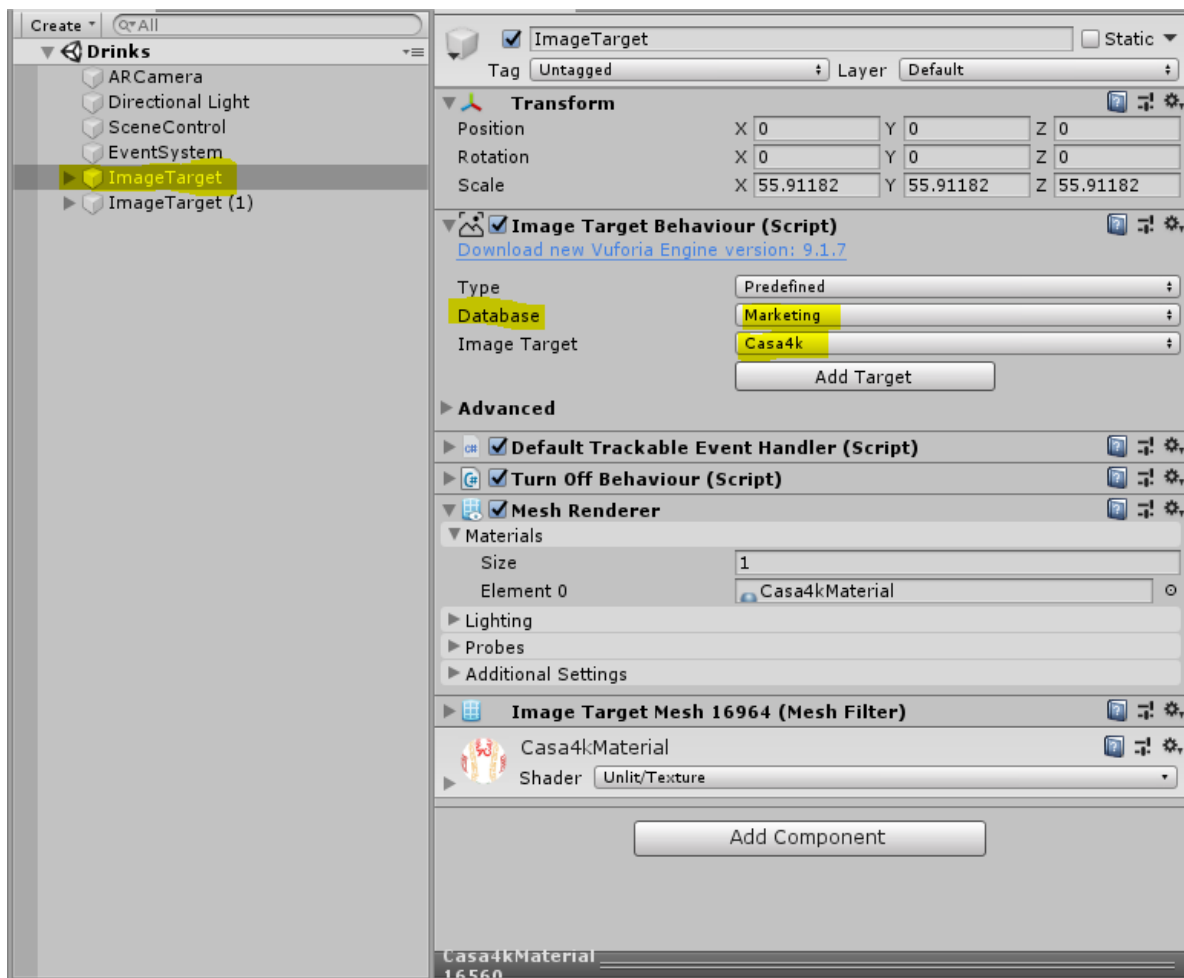 Create
All
Drinks
ARCamera
Directional Light
SceneControl
EventSystem
ImageTarget
ImageTarget (1)
ImageTarget Static
Tag Untagged Layer Default
Transform
Position X 0 Y 0 Z 0
Rotation X 0 Y 0 Z 0
Scale X 55.91182 Y 55.91182 Z 55.91182
Image Target Behaviour (Script)
Download new Vuforia Engine version: 9.1.7
Type Predefined
Database Marketing
Image Target Casa4k
Add Target
Advanced
Default Trackable Event Handler (Script)
Turn Off Behaviour (Script)
Mesh Renderer
Materials
Size 1
Element 0 Casa4kMaterial
Lighting
Probes
Additional Settings
Image Target Mesh 16964 (Mesh Filter)
Casa4kMaterial
Shader Unlit/Texture
Add Component
Casa4kMaterial
16560